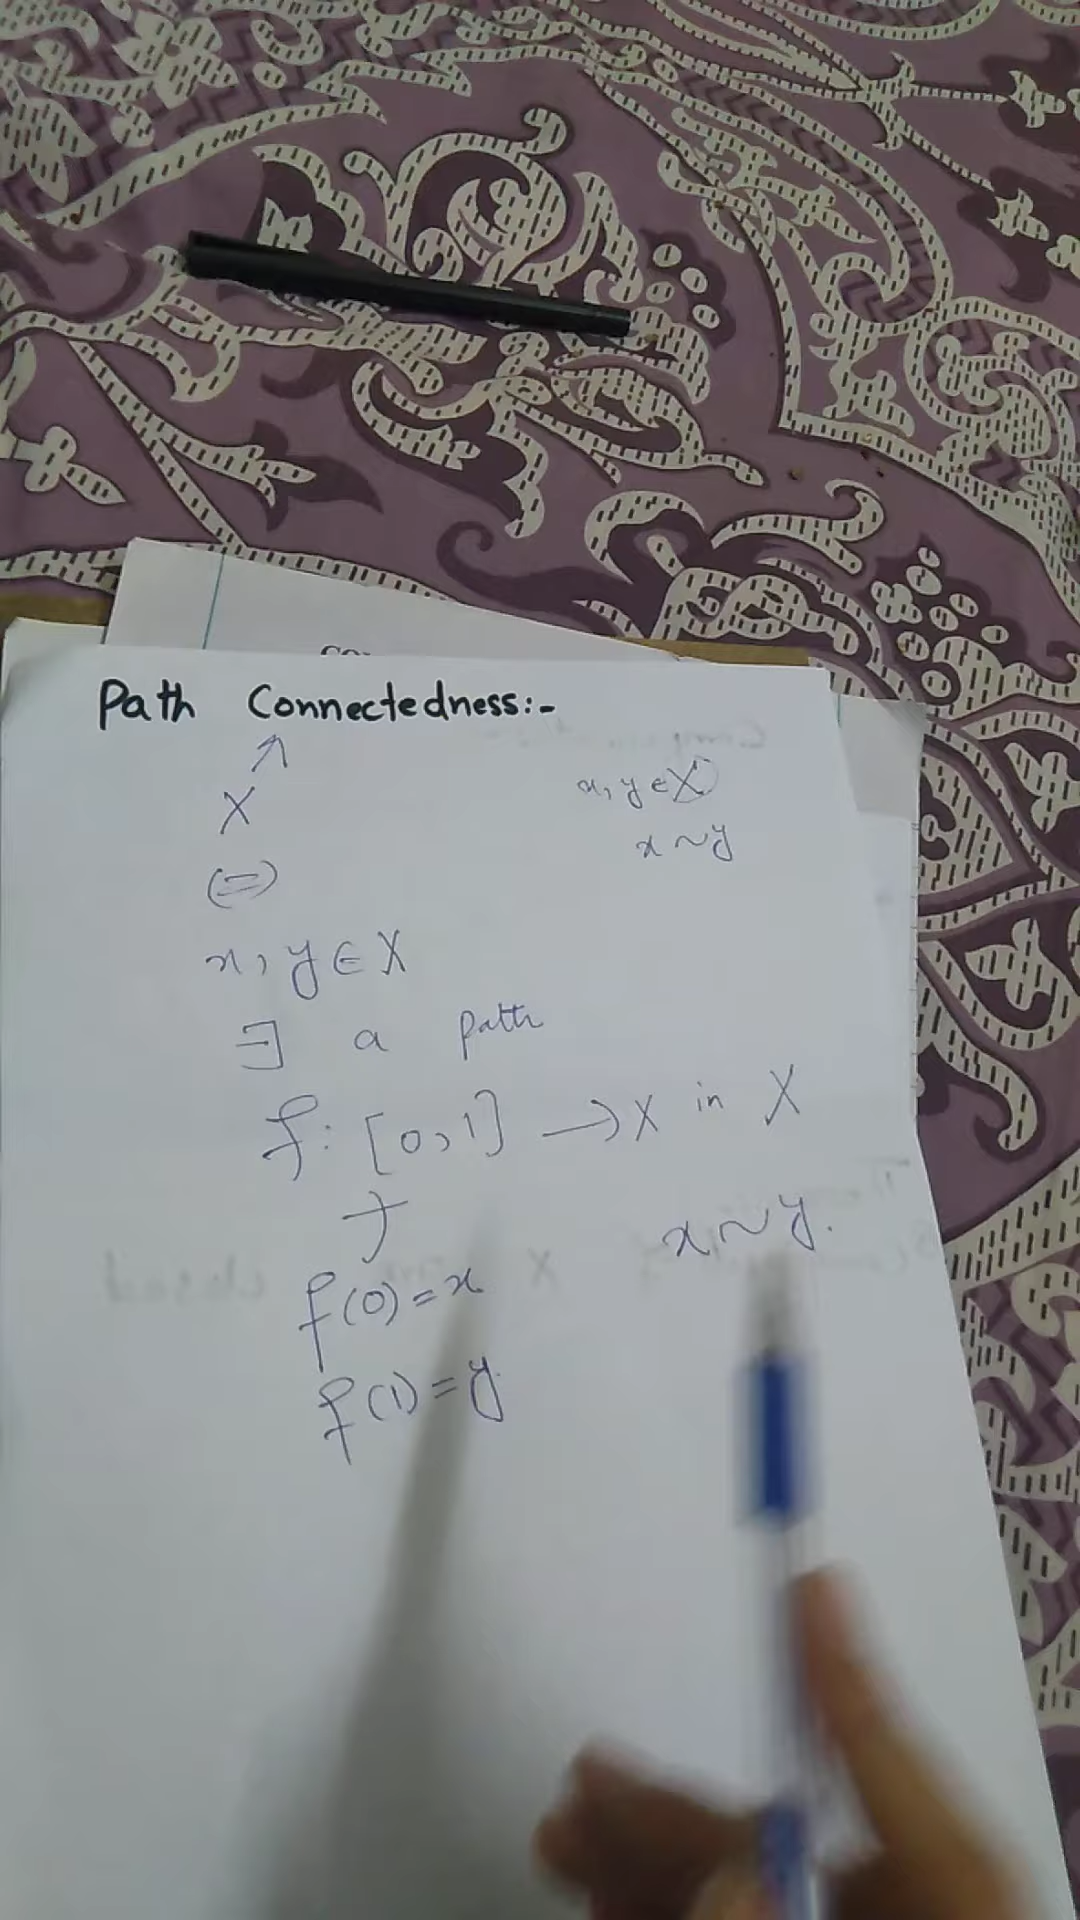 Path Connectedness:-
X
x, y ∈ X
x ~ y
(=)
x, y ∈ X
∃ a path
f: [0,1] → X in X
f(0) = x
x ~ y.
f(1) = y